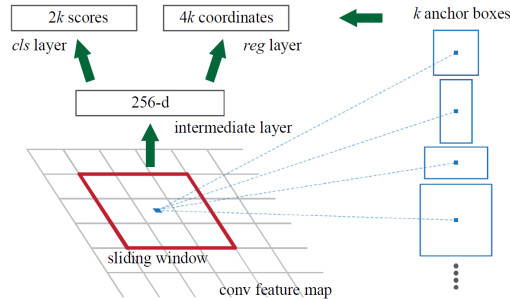 2k scores
4k coordinates
k anchor boxes
cls layer
reg layer
256-d
intermediate layer
sliding window
conv feature map